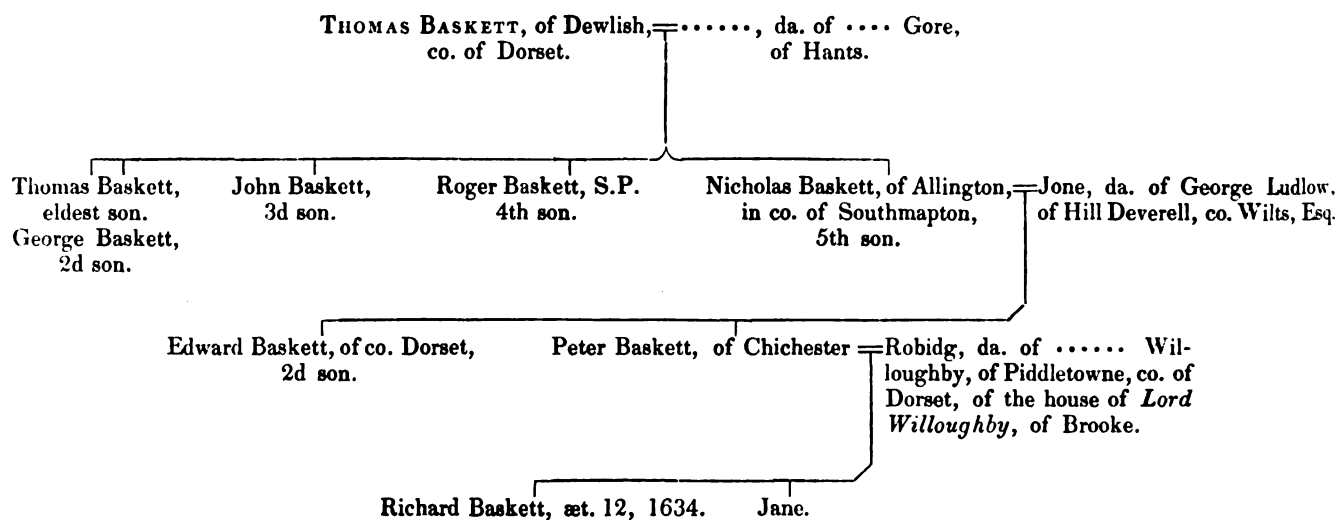 THOMAS BASKETT, of Dewlish,
co. of Dorset.
······, da. of ···· Gore,
of Hants.
Thomas Baskett,
eldest son.
George Baskett,
2d son.
John Baskett,
3d son.
Roger Baskett, S.P.
4th son.
Nicholas Baskett, of Allington,
in co. of Southmapton,
5th son.
Jone, da. of George Ludlow,
of Hill Deverell, co. Wilts, Esq.
Edward Baskett, of co. Dorset,
2d son.
Peter Baskett, of Chichester
Robidg, da. of ······ Wil-
loughby, of Piddletowne, co. of
Dorset, of the house of Lord
Willoughby, of Brooke.
Richard Baskett, æt. 12, 1634.
Jane.